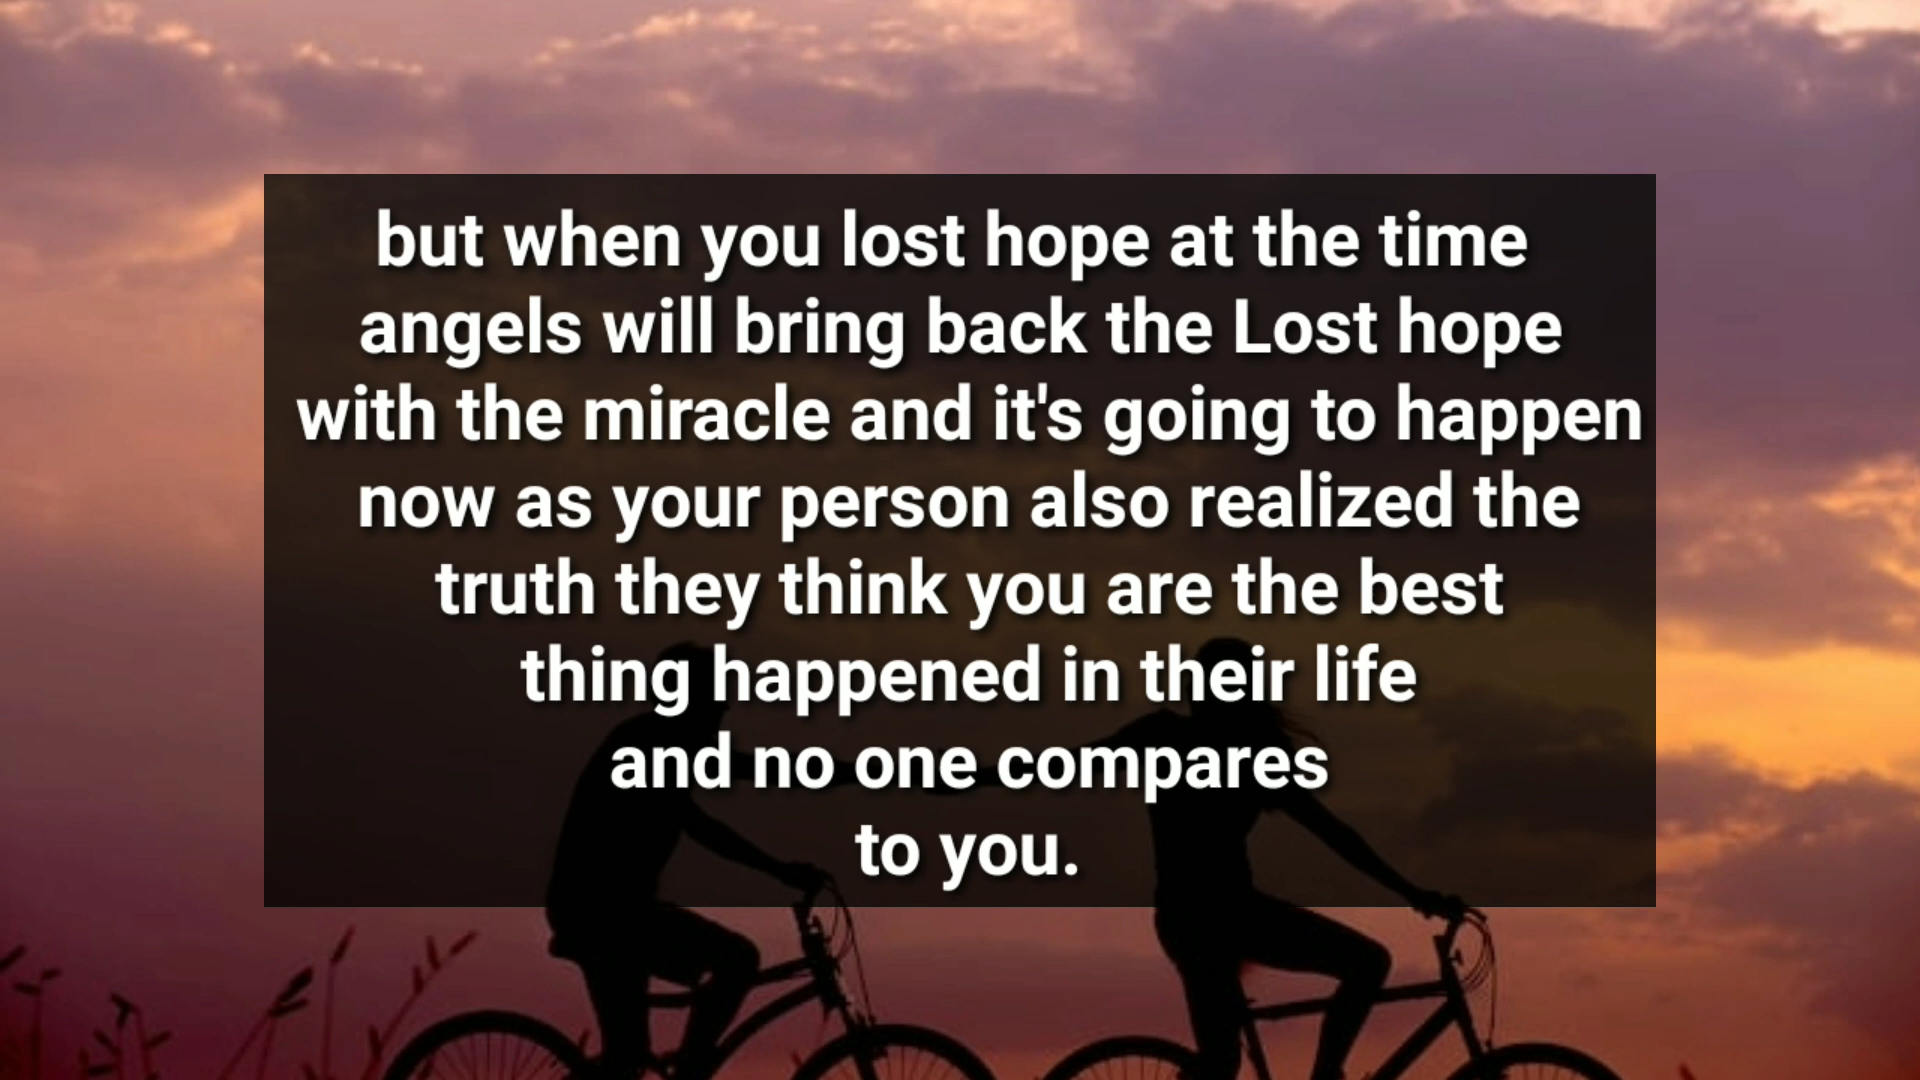 but when you lost hope at the time
angels will bring back the Lost hope
with the miracle and it's going to happen
now as your person also realized the
truth they think you are the best
thing happened in their life
and no one compares
to you.